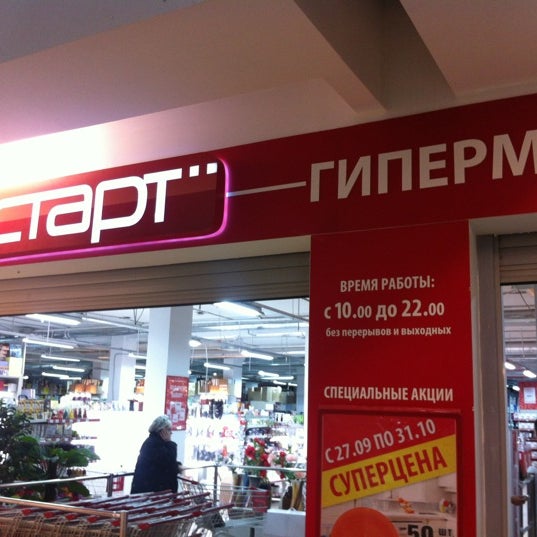 старт
ГИПЕРМ
ВРЕМЯ РАБОТЫ:
с 10.00 до 22.00
без перерывов и выходных
СПЕЦИАЛЬНЫЕ АКЦИИ
С 27.09 ПО 31.10
СУПЕРЦЕНА
50 ШТ